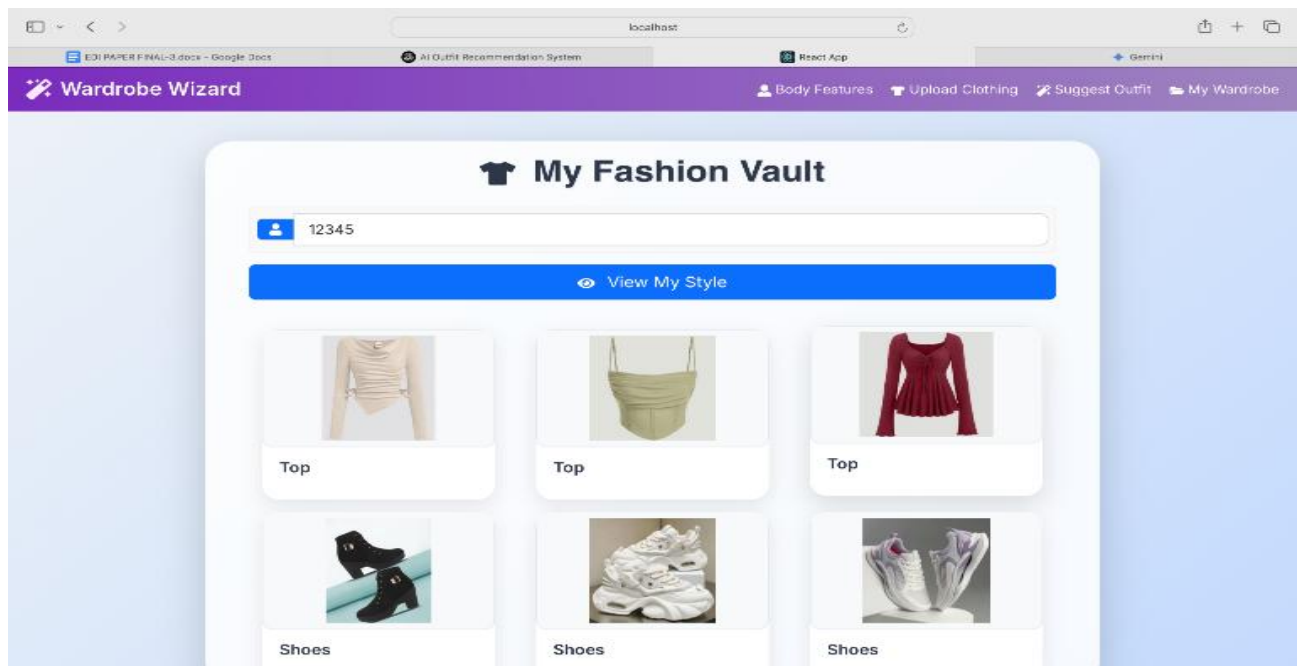 localhost
EDI PAPER FINAL-3.docx - Google Docs
AI Outfit Recommendation System
React App
Gemini
Wardrobe Wizard
Body Features
Upload Clothing
Suggest Outfit
My Wardrobe
My Fashion Vault
12345
View My Style
Top
Top
Top
Shoes
Shoes
Shoes